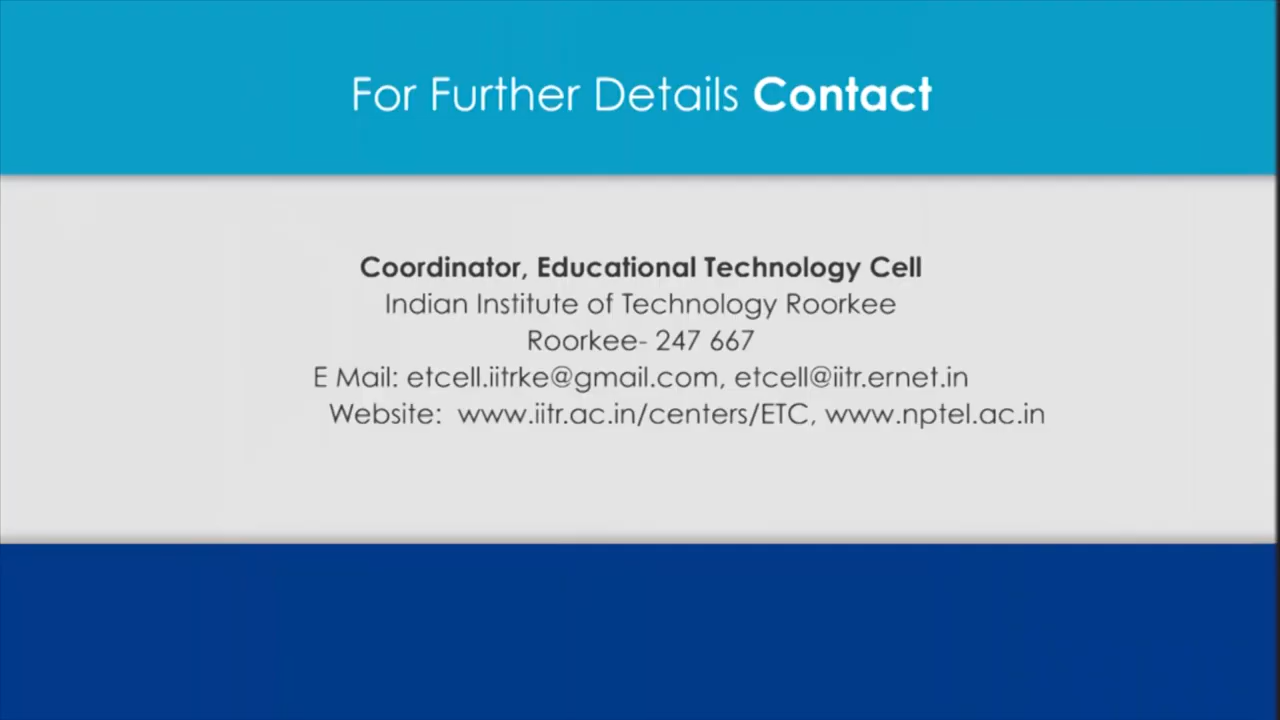 For Further Details Contact
Coordinator, Educational Technology Cell
Indian Institute of Technology Roorkee
Roorkee- 247 667
E Mail: etcell.iitrke@gmail.com, etcell@iitr.ernet.in
Website: www.iitr.ac.in/centers/ETC, www.nptel.ac.in